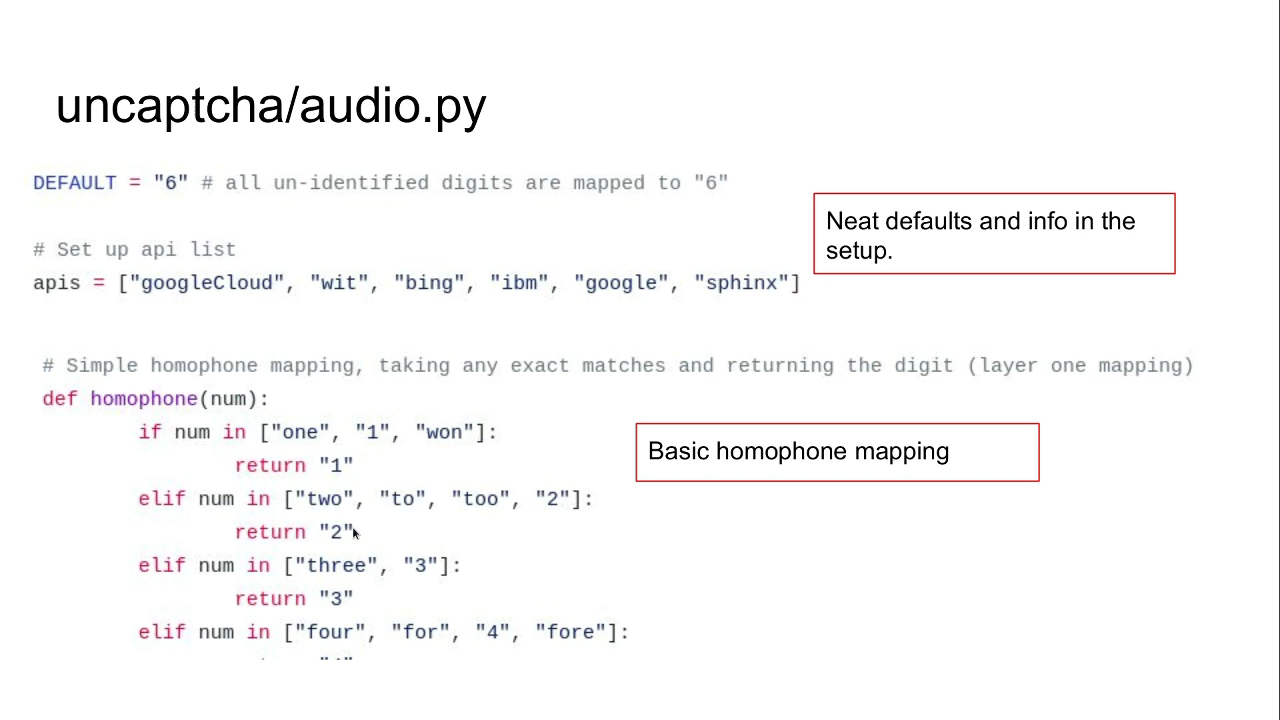 uncaptcha/audio.py
DEFAULT = "6" # all un-identified digits are mapped to "6"
Neat defaults and info in the
setup.
# Set up api list
apis = ["googleCloud", "wit", "bing", "ibm", "google", "sphinx"]
# Simple homophone mapping, taking any exact matches and returning the digit (layer one mapping)
def homophone(num):
if num in ["one", "1", "won"]:
Basic homophone mapping
return "1"
elif num in ["two", "to", "too", "2"]:
return "2"
elif num in ["three", "3"]:
return "3"
elif num in ["four", "for", "4", "fore"]: